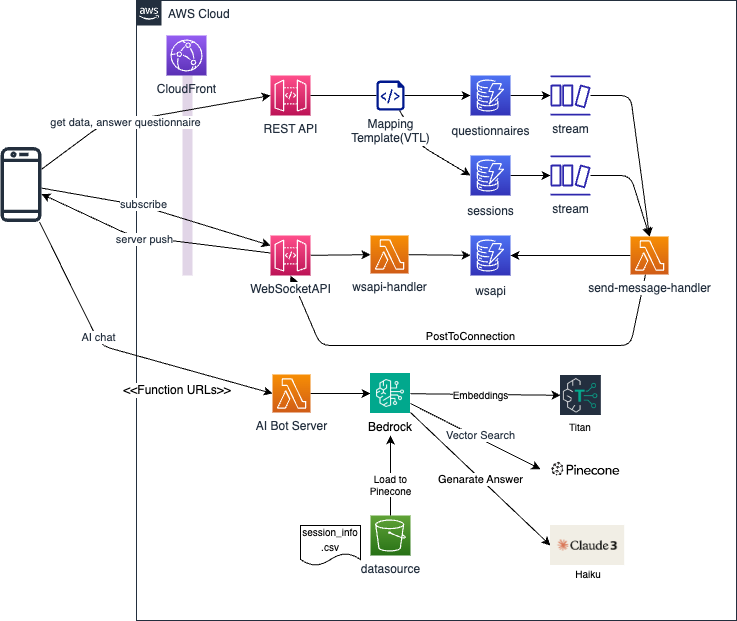 aws
AWS Cloud
CloudFront
get data, answer questionnaire
REST API
Mapping
Template(VTL)
questionnaires
stream
sessions
stream
subscribe
server push
WebSocketAPI
wsapi-handler
wsapi
send-message-handler
PostToConnection
AI chat
<<Function URLs>>
AI Bot Server
Bedrock
Embeddings
Titan
Vector Search
Pinecone
Genarate Answer
Load to
Pinecone
session_info
.csv
datasource
Claude 3
Haiku